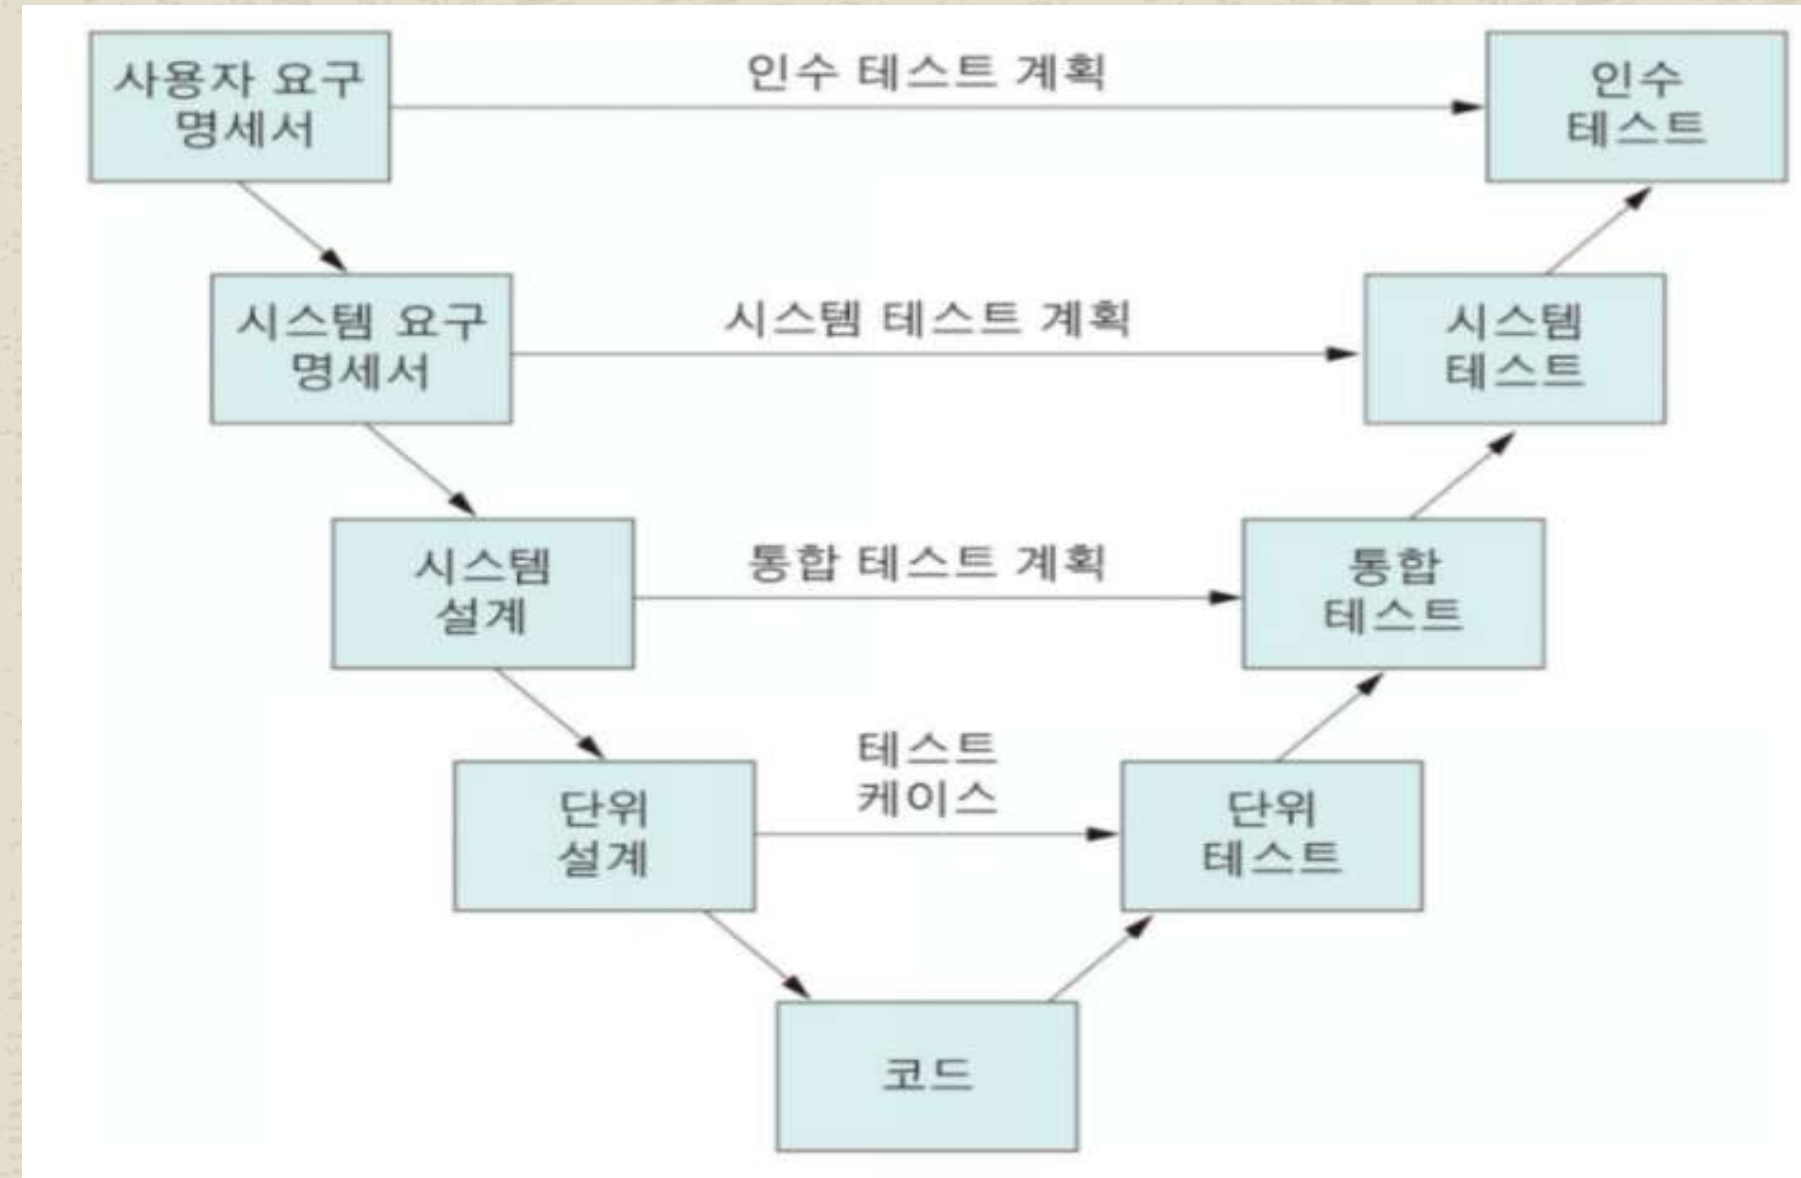 사용자 요구
명세서
인수 테스트 계획
인수
테스트
시스템 요구
명세서
시스템 테스트 계획
시스템
테스트
시스템
설계
통합 테스트 계획
통합
테스트
단위
설계
테스트
케이스
단위
테스트
코드